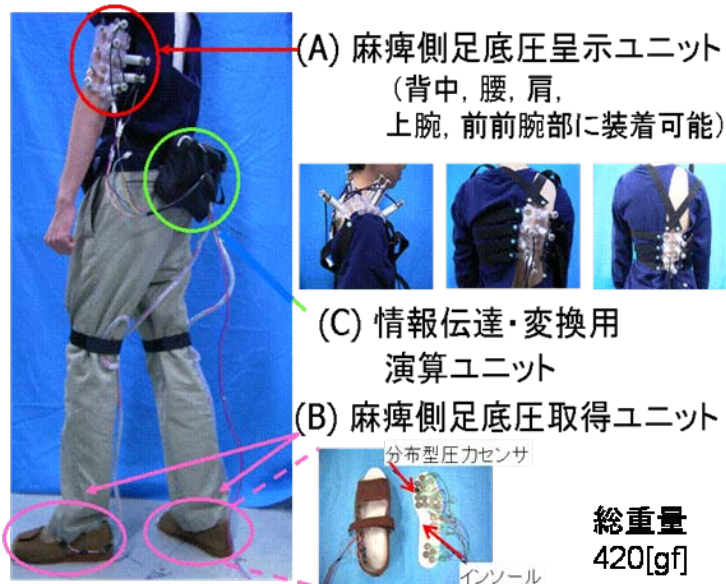 (A) 麻痺側足底圧呈示ユニット
(背中, 腰, 肩,
上腕, 前前腕部に装着可能)
(C) 情報伝達・変換用
演算ユニット
(B) 麻痺側足底圧取得ユニット
分布型圧力センサ
インソール
総重量
420[gf]